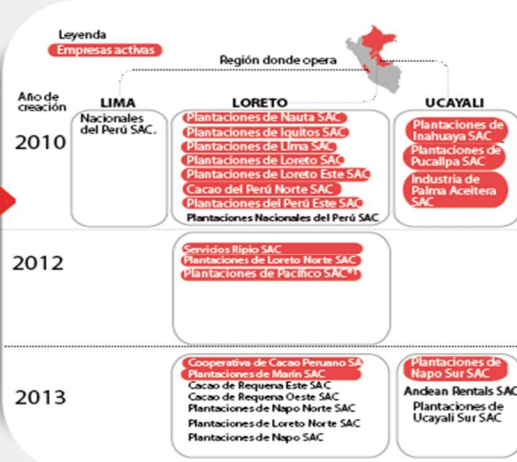 Leyenda
Empresas activas
Región donde opera
Año de
creación
LIMA
LORETO
UCAYALI
2010
Nacionales
del Perú SAC.
Plantaciones de Nauta SAC
Plantaciones de Iquitos SAC
Plantaciones de Lima SAC
Plantaciones de Loreto SAC
Plantaciones de Loreto Este SAC
Cacao del Perú Norte SAC
Plantaciones del Perú Este SAC
Plantaciones Nacionales del Perú SAC
Plantaciones de
Inahuaya SAC
Plantaciones de
Pucallpa SAC
Industria de
Palma Aceitera
SAC
2012
Servicios Ripio SAC
Plantaciones de Loreto Norte SAC
Plantaciones de Pacífico SAC*1
2013
Cooperativa de Cacao Peruano SA
Plantaciones de Marín SAC
Cacao de Requena Este SAC
Cacao de Requena Oeste SAC
Plantaciones de Napo Norte SAC
Plantaciones de Loreto Norte SAC
Plantaciones de Napo SAC
Plantaciones de
Napo Sur SAC
Andean Rentals SAC
Plantaciones de
Ucayali Sur SAC